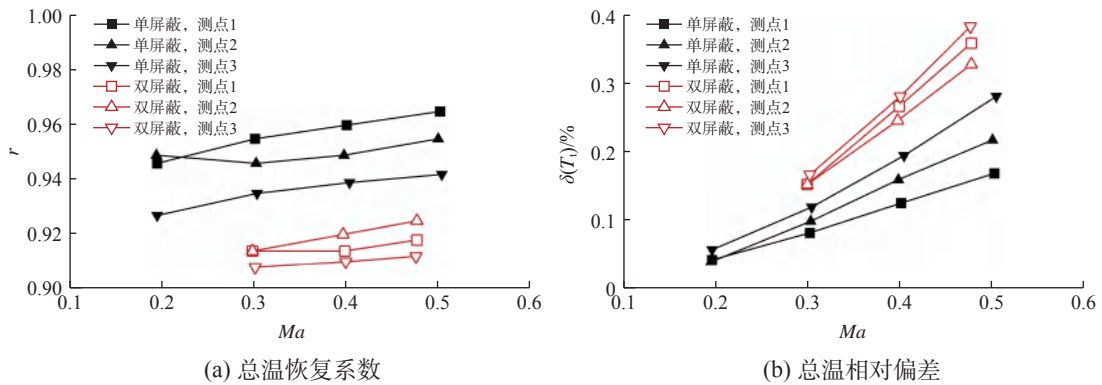 1.00
0.98
0.96
0.94
0.92
0.90
r
单屏蔽，测点1
单屏蔽，测点2
单屏蔽，测点3
双屏蔽，测点1
双屏蔽，测点2
双屏蔽，测点3
0.1 0.2 0.3 0.4 0.5 0.6
Ma
(a) 总温恢复系数
0.4
0.3
0.2
0.1
0
δ(Tt)/%
单屏蔽，测点1
单屏蔽，测点2
单屏蔽，测点3
双屏蔽，测点1
双屏蔽，测点2
双屏蔽，测点3
0.1 0.2 0.3 0.4 0.5 0.6
Ma
(b) 总温相对偏差